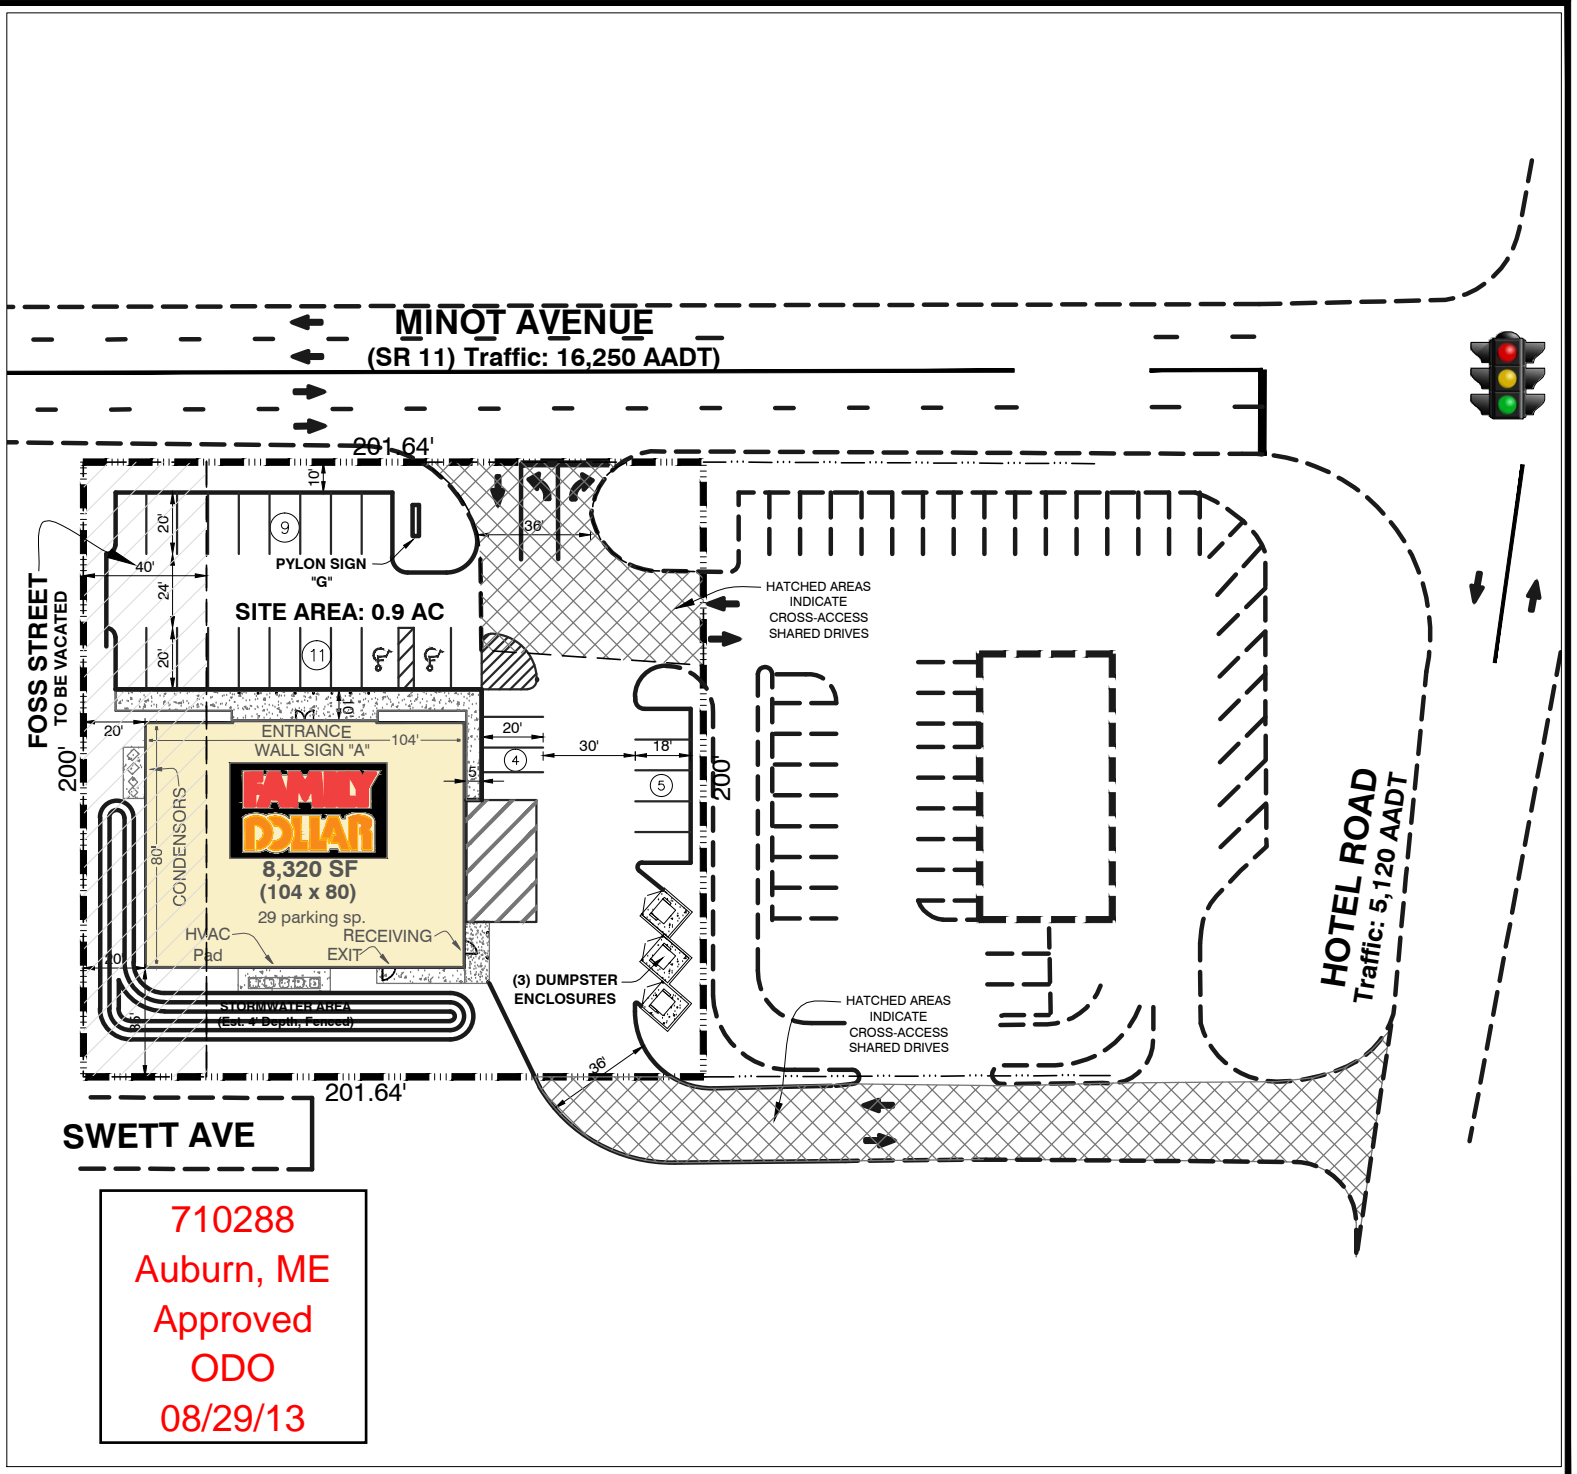 MINOT AVENUE
(SR 11) Traffic: 16,250 AADT)
201.64'
10'
20'
9
36'
PYLON SIGN
"G"
40'
24'
SITE AREA: 0.9 AC
HATCHED AREAS
INDICATE
CROSS-ACCESS
SHARED DRIVES
FOSS STREET
TO BE VACATED
20'
11
10'
20'
ENTRANCE
WALL SIGN "A"
104'
20'
4
30'
18'
5
5'
200'
200'
CONDENSORS
80'
FAMILY
DOLLAR
8,320 SF
(104 x 80)
29 parking sp.
HVAC
Pad
RECEIVING
EXIT
20'
STORMWATER AREA
(Est. 4' Depth, Fenced)
(3) DUMPSTER
ENCLOSURES
HATCHED AREAS
INDICATE
CROSS-ACCESS
SHARED DRIVES
36'
201.64'
HOTEL ROAD
Traffic: 5,120 AADT
SWETT AVE
710288
Auburn, ME
Approved
ODO
08/29/13